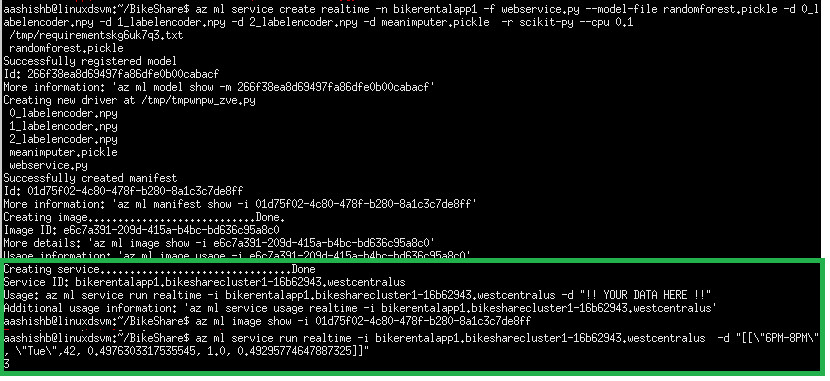 aashishb@linuxdsvm:~/BikeShare$ az ml service create realtime -n bikerentalapp1 -f webservice.py --model-file randomforest.pickle -d 0_l
abelencoder.npy -d 1_labelencoder.npy -d 2_labelencoder.npy -d meanimputer.pickle  -r scikit-py --cpu 0.1
 /tmp/requirementskg6uk7q3.txt
 randomforest.pickle
Successfully registered model
Id: 266f38ea8d69497fa86dfe0b00cabacf
More information: 'az ml model show -m 266f38ea8d69497fa86dfe0b00cabacf'
Creating new driver at /tmp/tmpwnpw_zve.py
 0_labelencoder.npy
 1_labelencoder.npy
 2_labelencoder.npy
 meanimputer.pickle
 webservice.py
Successfully created manifest
Id: 01d75f02-4c80-478f-b280-8a1c3c7de8ff
More information: 'az ml manifest show -i 01d75f02-4c80-478f-b280-8a1c3c7de8ff'
Creating image............................Done.
Image ID: e6c7a391-209d-415a-b4bc-bd636c95a8c0
More details: 'az ml image show -i e6c7a391-209d-415a-b4bc-bd636c95a8c0'
Usage information: 'az ml image usage -i e6c7a391-209d-415a-b4bc-bd636c95a8c0'
Creating service................................Done
Service ID: bikerentalapp1.bikesharecluster1-16b62943.westcentralus
Usage: az ml service run realtime -i bikerentalapp1.bikesharecluster1-16b62943.westcentralus -d "!! YOUR DATA HERE !!"
Additional usage information: 'az ml service usage realtime -i bikerentalapp1.bikesharecluster1-16b62943.westcentralus'
aashishb@linuxdsvm:~/BikeShare$ az ml image show -i 01d75f02-4c80-478f-b280-8a1c3c7de8ff
aashishb@linuxdsvm:~/BikeShare$ az ml service run realtime -i bikerentalapp1.bikesharecluster1-16b62943.westcentralus  -d "[[\"6PM-8PM\"
, \"Tue\",42, 0.4976303317535545, 1.0, 0.49295774647887325]]"
3